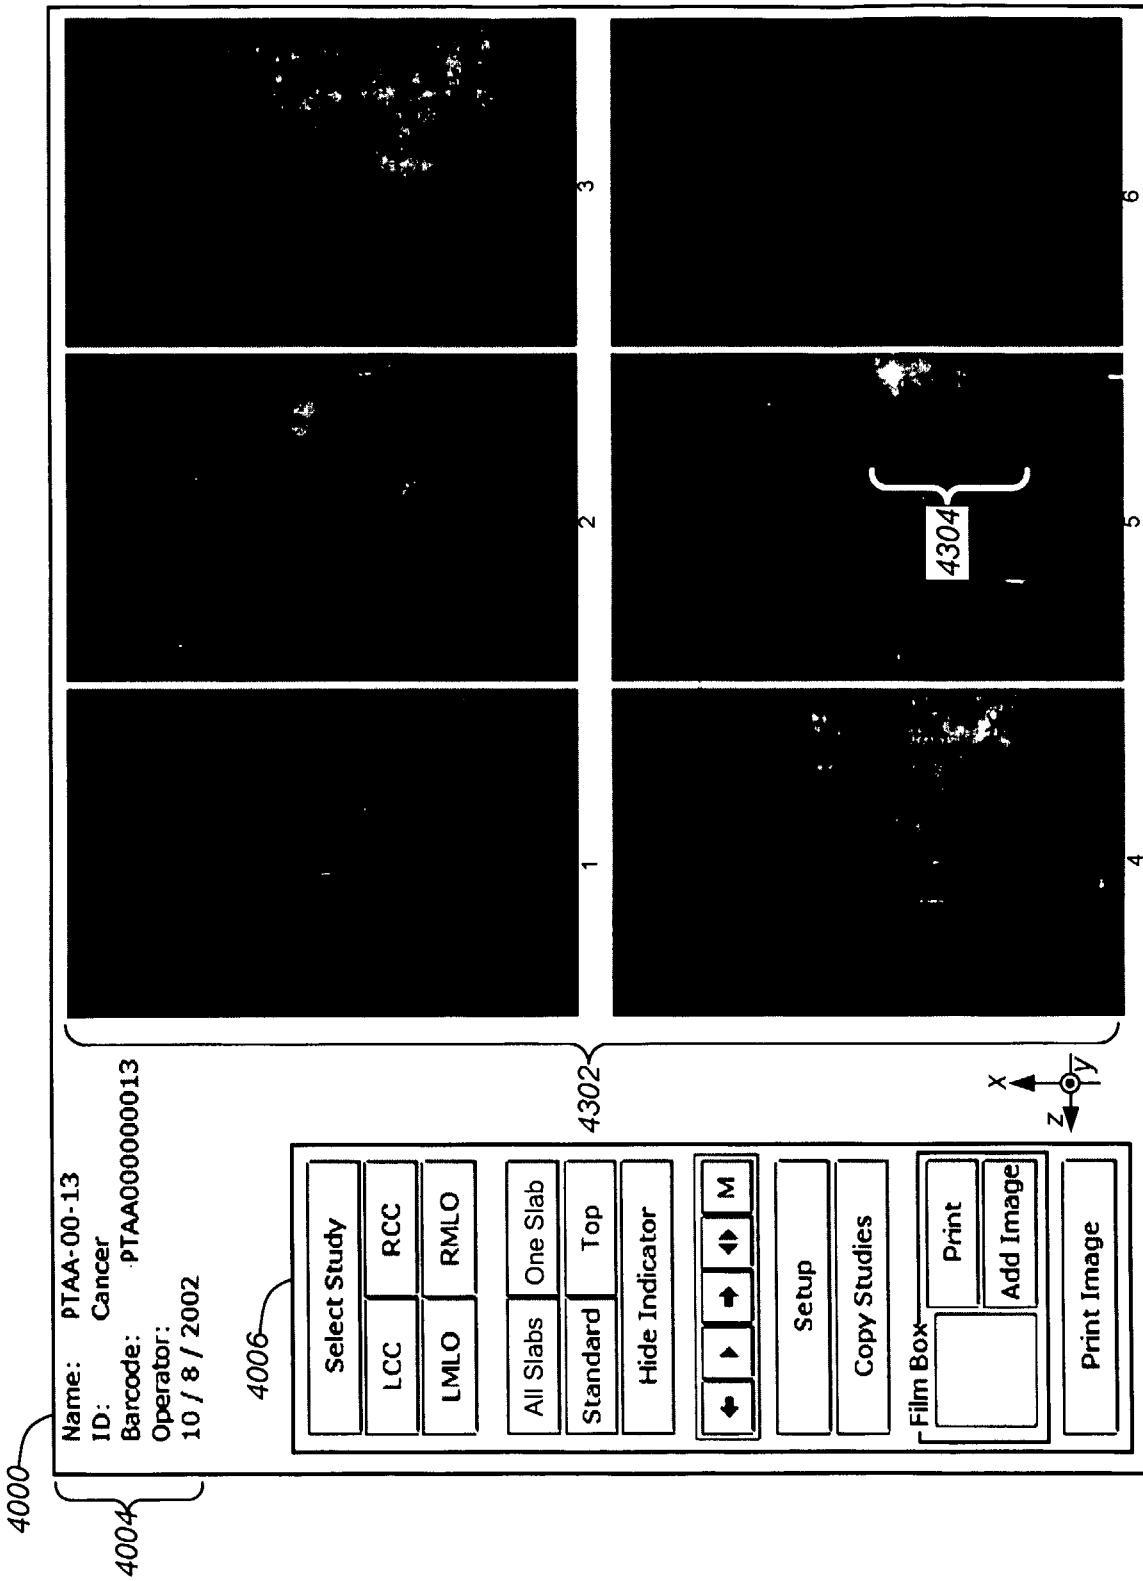 4000
4004
Name: PTAA-00-13
ID: Cancer
Barcode: PTAA00000000013
Operator:
10 / 8 / 2002
4006
Select Study
LCC RCC
LMLO RMLO
All Slabs One Slab
Standard Top
Hide Indicator
M
Setup
Copy Studies
Film Box
Print
Add Image
Print Image
x
y
z
4302
1
2
3
4304
4
5
6